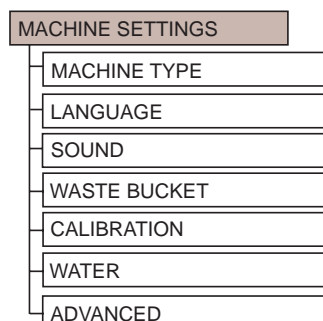 MACHINE SETTINGS
MACHINE TYPE
LANGUAGE
SOUND
WASTE BUCKET
CALIBRATION
WATER
ADVANCED